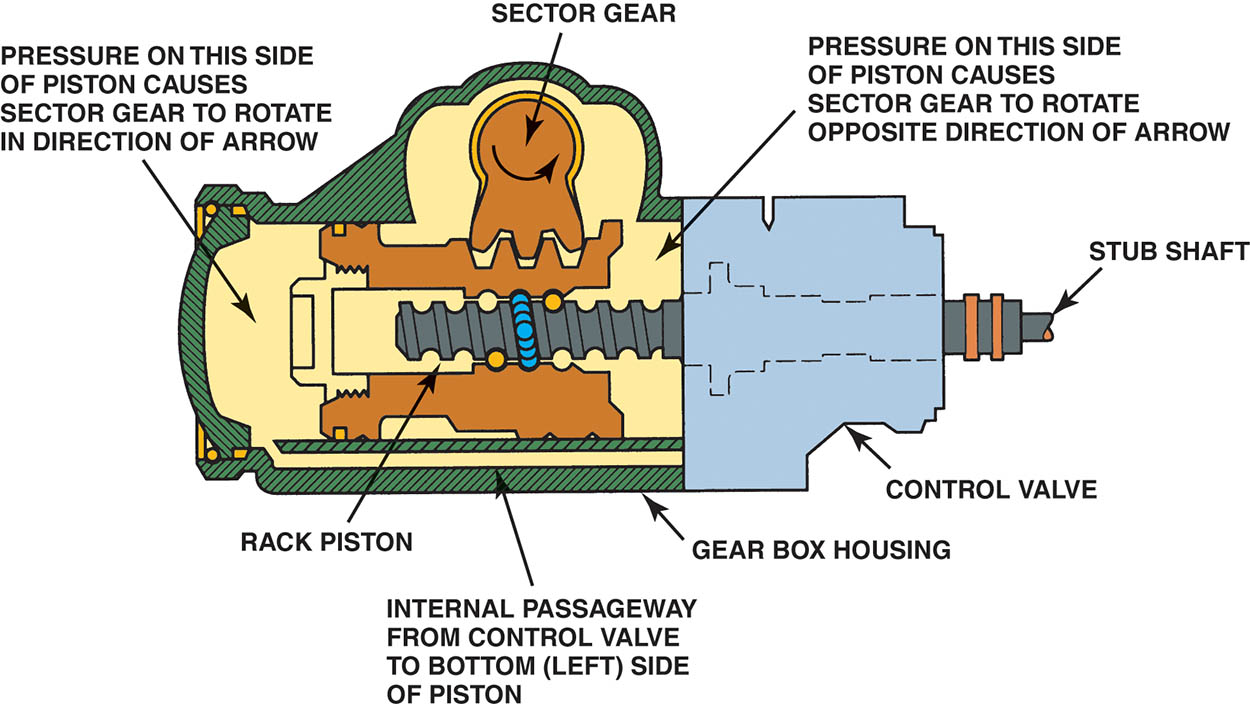 SECTOR GEAR
PRESSURE ON THIS SIDE
OF PISTON CAUSES
SECTOR GEAR TO ROTATE
IN DIRECTION OF ARROW
PRESSURE ON THIS SIDE
OF PISTON CAUSES
SECTOR GEAR TO ROTATE
OPPOSITE DIRECTION OF ARROW
STUB SHAFT
CONTROL VALVE
RACK PISTON
GEAR BOX HOUSING
INTERNAL PASSAGEWAY
FROM CONTROL VALVE
TO BOTTOM (LEFT) SIDE
OF PISTON